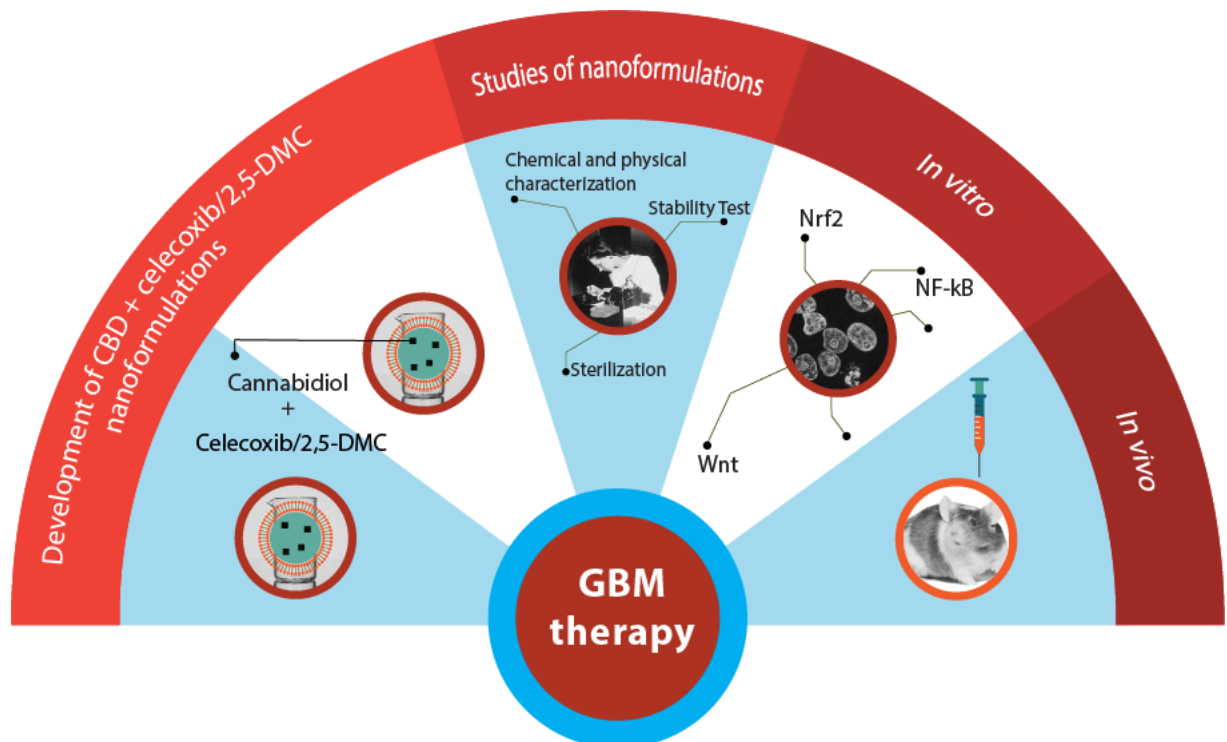 Development of CBD + celecoxib/2,5-DMC
nanoformulations
Studies of nanoformulations
In vitro
In vivo
Cannabidiol
+
Celecoxib/2,5-DMC
Chemical and physical
characterization
Stability Test
Sterilization
Nrf2
NF-kB
Wnt
GBM
therapy